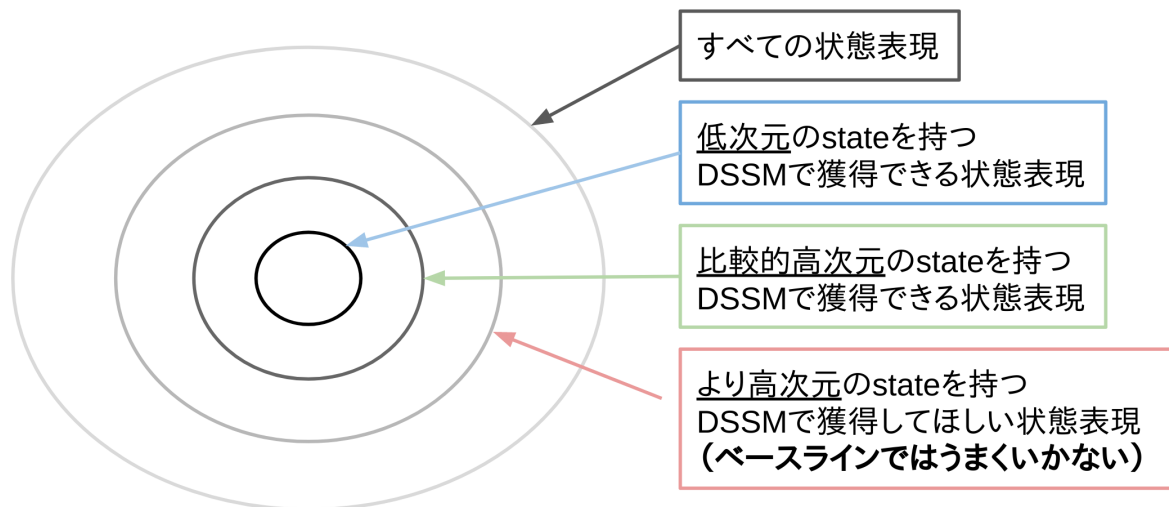 すべての状態表現
低次元のstateを持つ
DSSMで獲得できる状態表現
比較的高次元のstateを持つ
DSSMで獲得できる状態表現
より高次元のstateを持つ
DSSMで獲得してほしい状態表現
（ベースラインではうまくいかない）